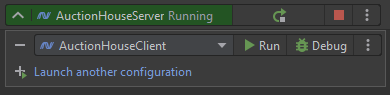 AuctionHouseServer Running
AuctionHouseClient Run Debug
Launch another configuration